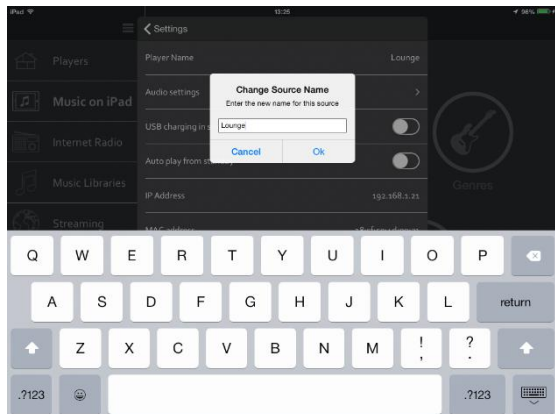 iPad
12:25
98%
Settings
Players
Player Name
Lounge
Music on iPad
Audio settings
Change Source Name
Enter the new name for this source
Lounge
Cancel
Ok
Internet Radio
USB charging in s
Auto play from
Music Libraries
Genres
IP Address
192.168.1.21
Streaming
MAC address
Q W E R T Y U I O P
A S D F G H J K L return
Z X C V B N M ! , ? .
.?123 .?123